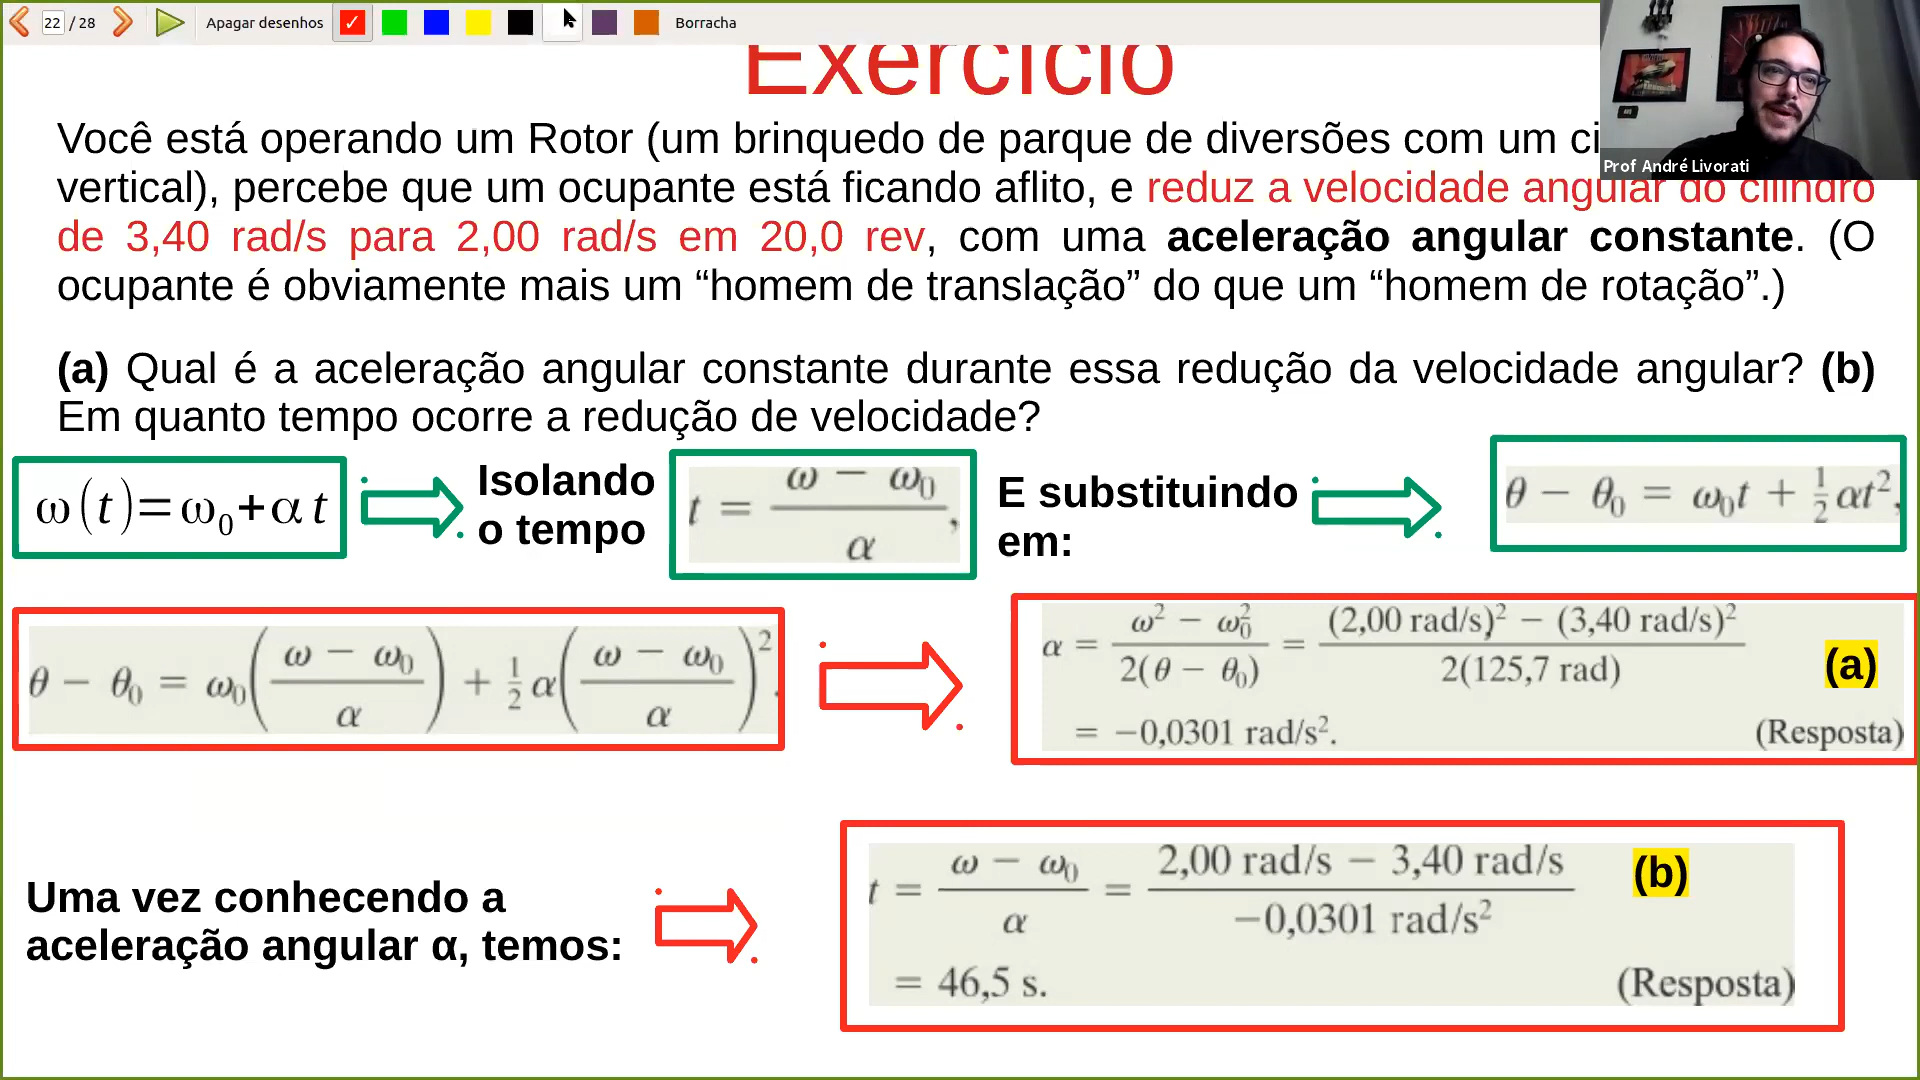 22 / 28 Apagar desenhos Borracha
Exercício
Prof André Livorati
Você está operando um Rotor (um brinquedo de parque de diversões com um ci
vertical), percebe que um ocupante está ficando aflito, e reduz a velocidade angular do cilindro
de 3,40 rad/s para 2,00 rad/s em 20,0 rev, com uma aceleração angular constante. (O
ocupante é obviamente mais um “homem de translação” do que um “homem de rotação”.)
(a) Qual é a aceleração angular constante durante essa redução da velocidade angular? (b)
Em quanto tempo ocorre a redução de velocidade?
ω(t)=ω₀+αt
Isolando
o tempo
t = (ω − ω₀)/α,
E substituindo
em:
θ − θ₀ = ω₀t + ½αt²,
θ − θ₀ = ω₀((ω − ω₀)/α) + ½α((ω − ω₀)/α)².
α = (ω² − ω₀²)/(2(θ − θ₀)) = ((2,00 rad/s)² − (3,40 rad/s)²)/(2(125,7 rad))
(a)
= −0,0301 rad/s². (Resposta)
Uma vez conhecendo a
aceleração angular α, temos:
t = (ω − ω₀)/α = (2,00 rad/s − 3,40 rad/s)/(−0,0301 rad/s²)
(b)
= 46,5 s. (Resposta)